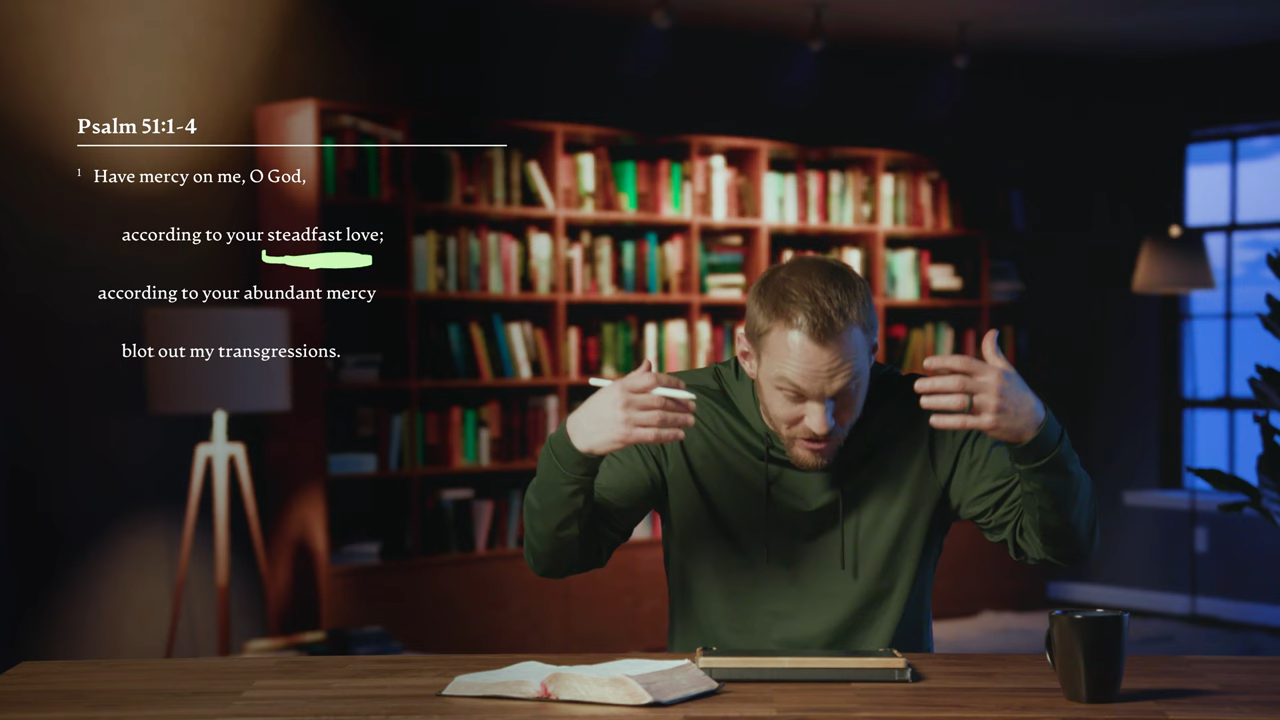 Psalm 51:1-4
1 Have mercy on me, O God,
according to your steadfast love;
according to your abundant mercy
blot out my transgressions.